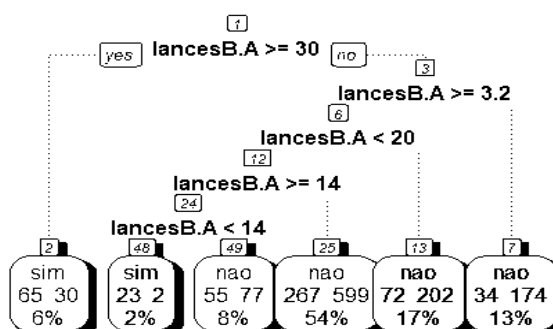 1
yes lancesB.A >= 30 no
3
lancesB.A >= 3.2
6
lancesB.A < 20
12
lancesB.A >= 14
24
lancesB.A < 14
2 48 49 25 13 7
sim sim nao nao nao nao
65 30 23 2 55 77 267 599 72 202 34 174
6% 2% 8% 54% 17% 13%